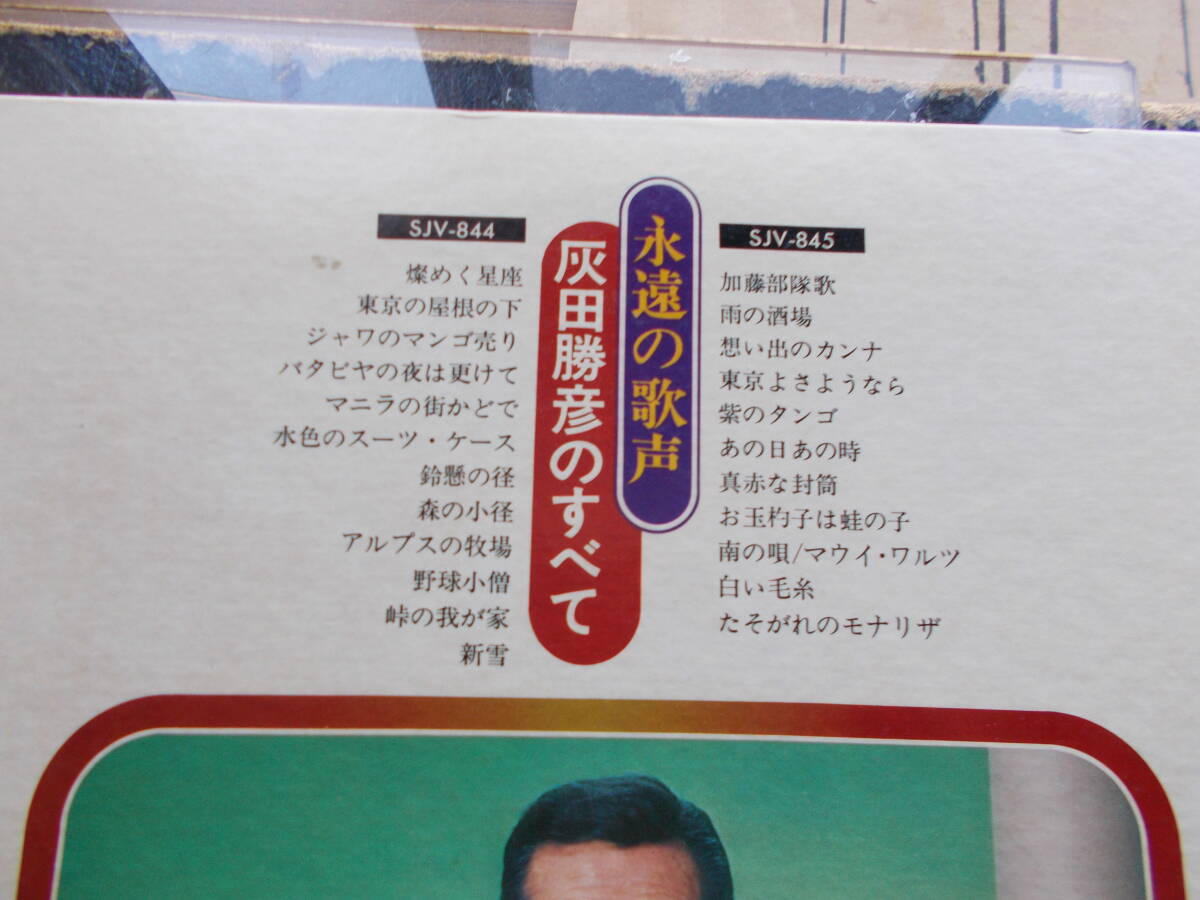 永遠の歌声
灰田勝彦のすべて
SJV-844
燦めく星座
東京の屋根の下
ジャワのマンゴ売り
バタビヤの夜は更けて
マニラの街かどで
水色のスーツ・ケース
鈴懸の径
森の小径
アルプスの牧場
野球小僧
峠の我が家
新雪
SJV-845
加藤部隊歌
雨の酒場
想い出のカンナ
東京よさようなら
紫のタンゴ
あの日あの時
真赤な封筒
お玉杓子は蛙の子
南の唄/マウイ・ワルツ
白い毛糸
たそがれのモナリザ